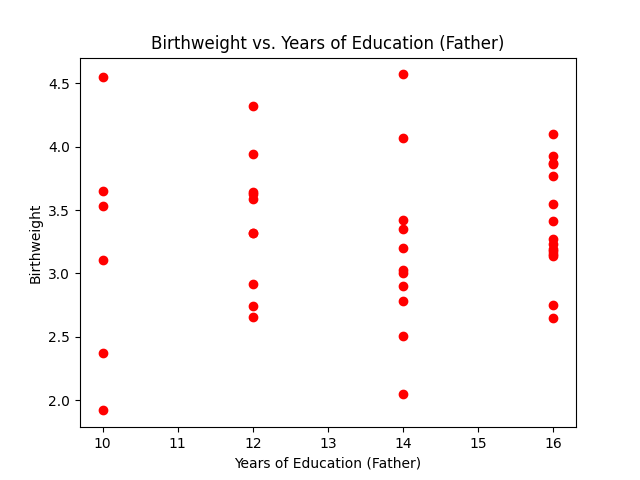 Birthweight vs. Years of Education (Father)
4.5
4.0
3.5
3.0
2.5
2.0
Birthweight
10 11 12 13 14 15 16
Years of Education (Father)